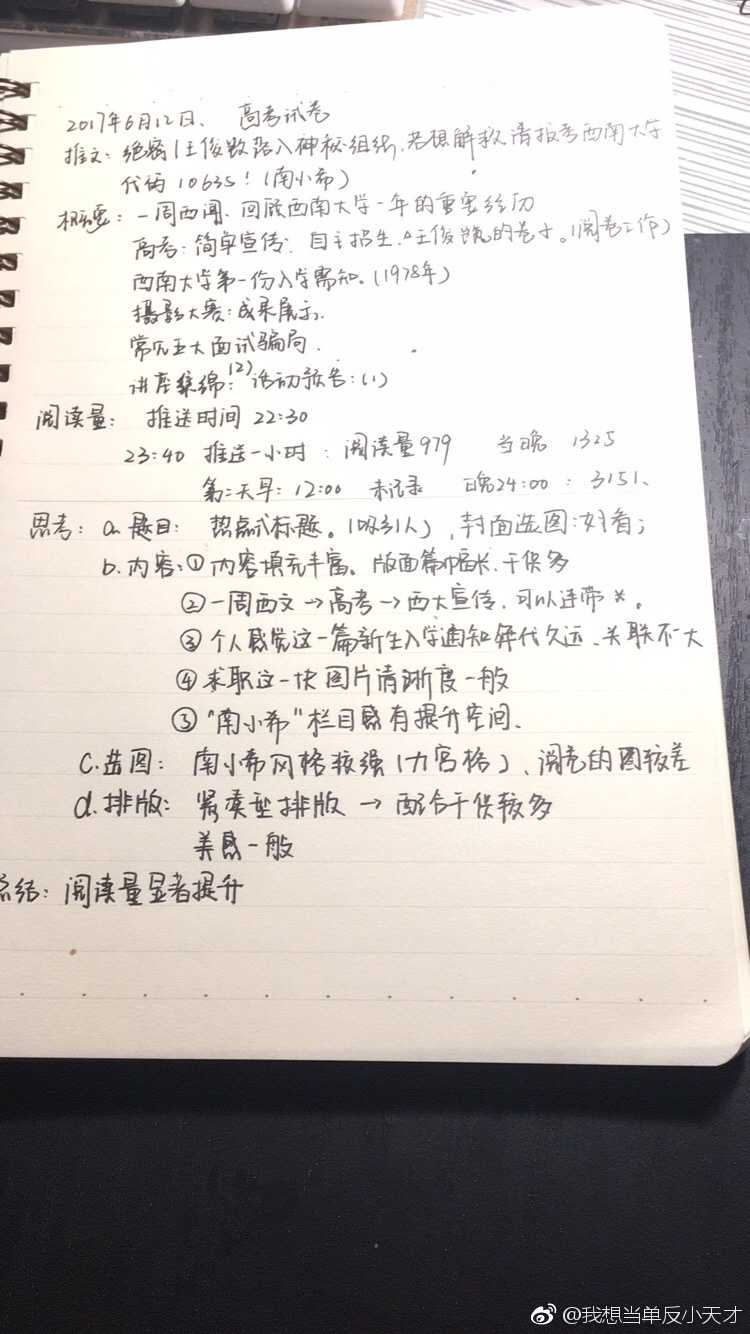 2017年6月12日、 高考试卷
推文: 绝密！王俊凯落入神秘组织,若想解救,请报考西南大学
代码 10635！(南小希)
概要: 一周西闻、回顾西南大学一年的重要经历
高考: 简单宣传, 自主招生, 王俊凯的卷子。(阅卷工作)
西南大学第一份入学需知。(1978年)
摄影大赛:成果展示、
常见五大面试骗局.
讲座集锦:(2) 活动预告:(1)
阅读量: 推送时间 22:30
23:40 推送一小时: 阅读量979 当晚 1325
第二天早: 12:00 未记录 晚24:00: 3151、
思考: a. 题目: 热点式标题。(吸引人), 封面选图:好看;
b. 内容:① 内容填充丰富。版面篇幅长,干货多
② 一周西文→高考→西大宣传,可以连带*。
③ 个人感觉这一篇新生入学通知年代久远、关联不大
④ 求职这一块图片清晰度一般
⑤ "南小希"栏目感有提升空间.
c.选图: 南小希风格较强(九宫格)、阅卷的图较差
d.排版: 紧凑型排版 → 配合干货较多
美感一般
总结: 阅读量显著提升
@我想当单反小天才